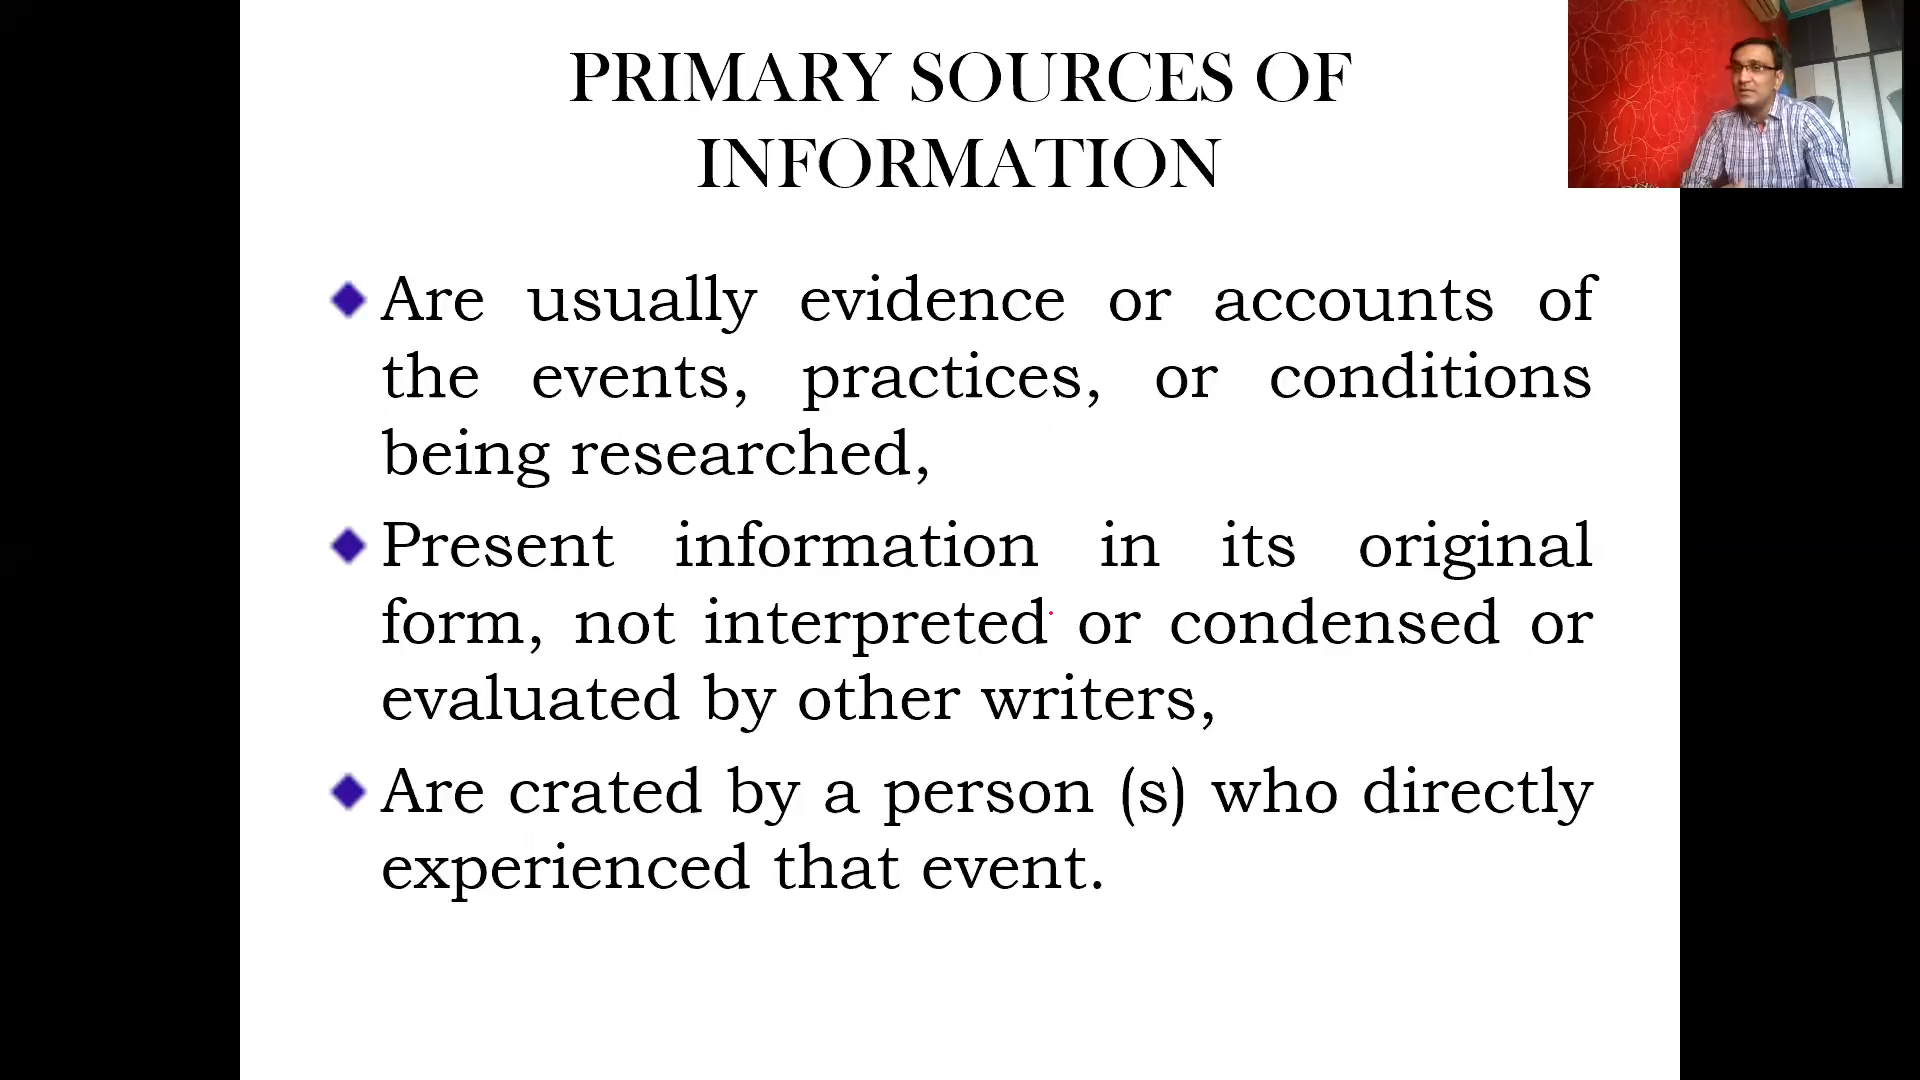 PRIMARY SOURCES OF
INFORMATION
Are usually evidence or accounts of
the events, practices, or conditions
being researched,
Present information in its original
form, not interpreted or condensed or
evaluated by other writers,
Are crated by a person (s) who directly
experienced that event.